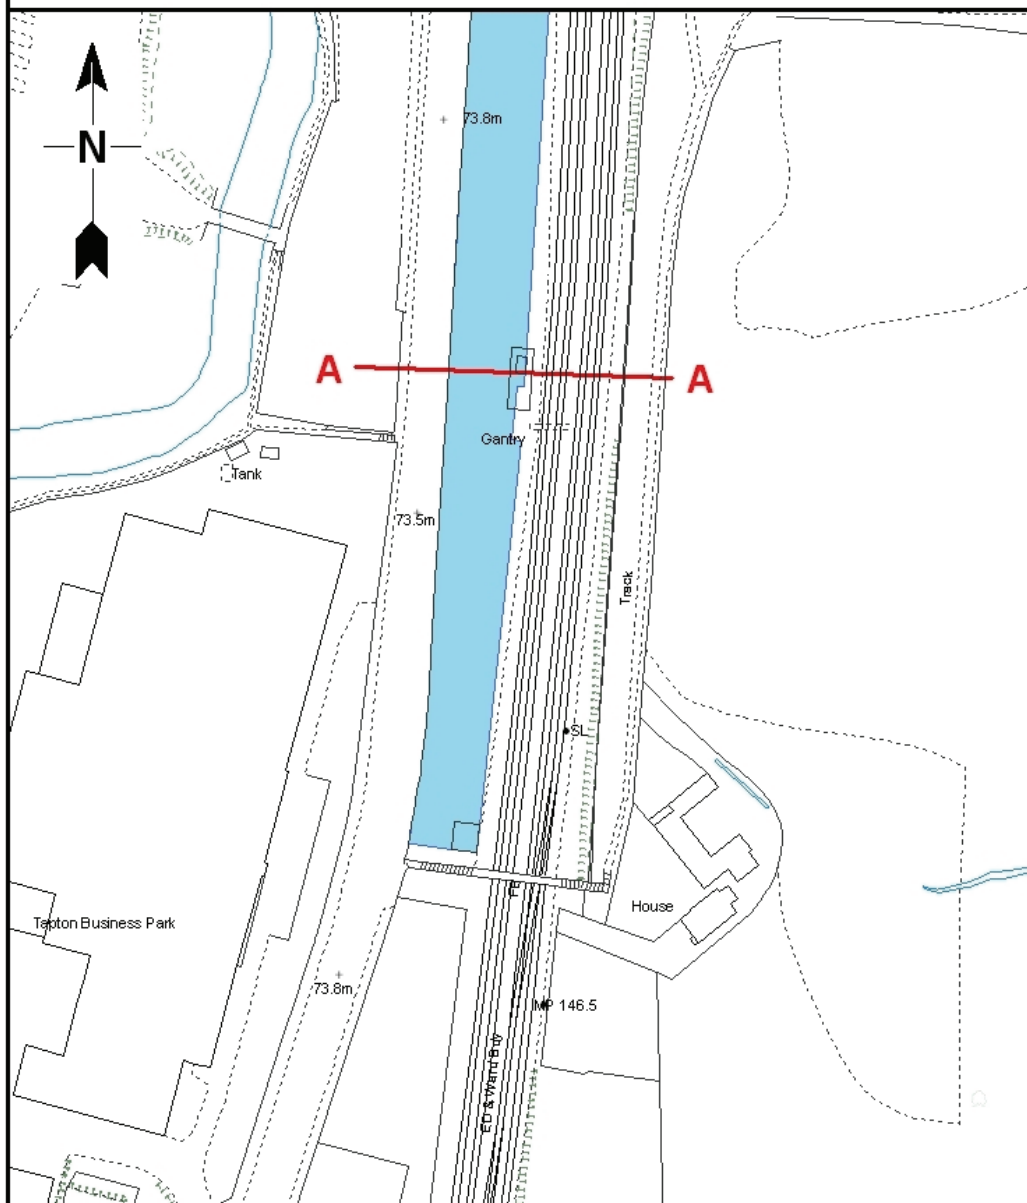 73.8m
N
A
A
Gantry
Tank
73.5m
Track
SL
FB
House
Tapton Business Park
73.8m
MP 146.5
ED & Ward Bdy